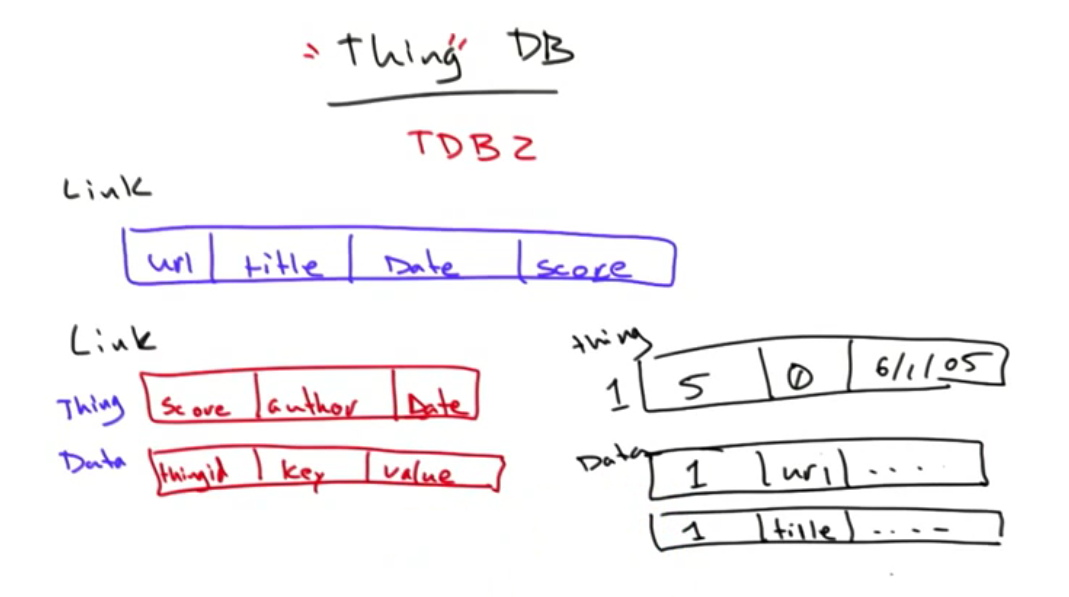 "Thing" DB
TDB2
Link
url title Date score
Link
Thing score author Date
Data thingid key value
thing
1 5 0 6/1/05
Data 1 url ....
1 title ....